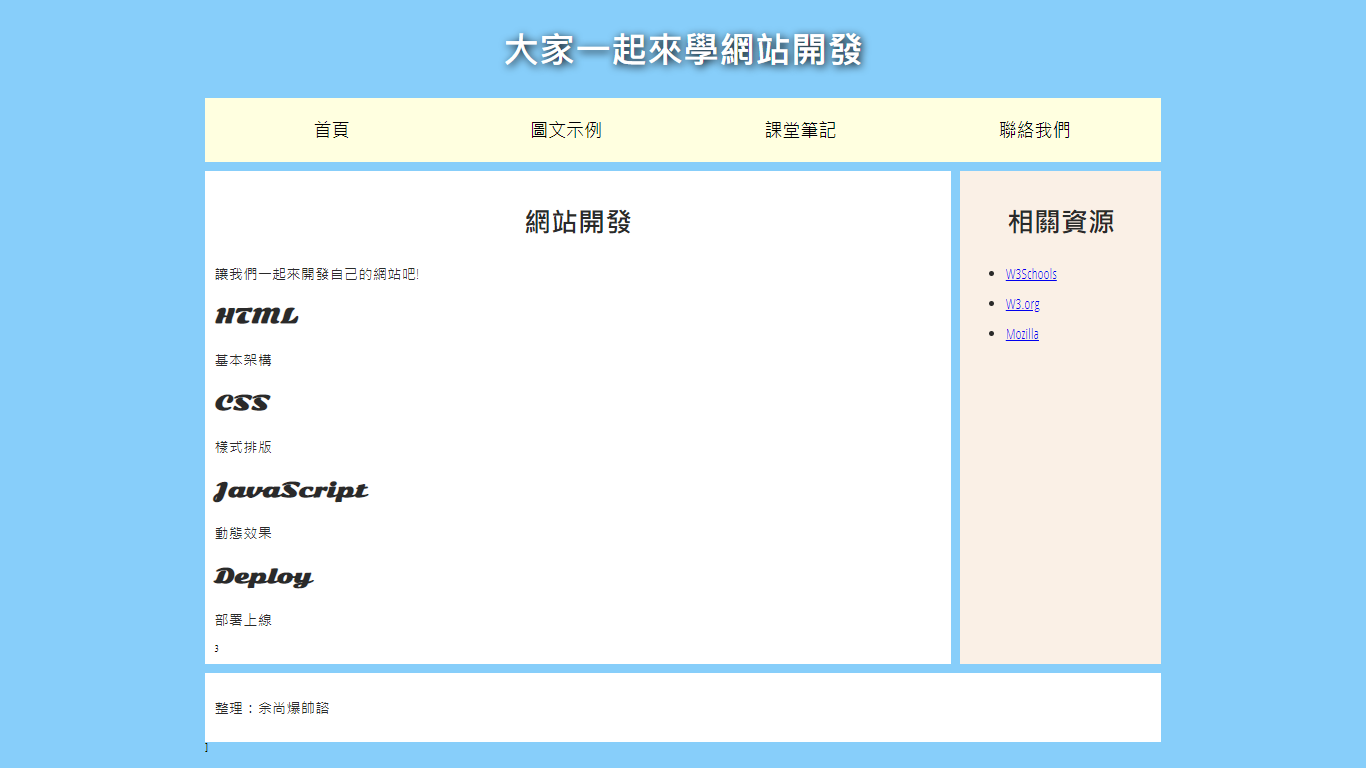 大家一起來學網站開發
首頁 圖文示例 課堂筆記 聯絡我們
網站開發
讓我們一起來開發自己的網站吧!
HTML
基本架構
CSS
樣式排版
JavaScript
動態效果
Deploy
部署上線
3
相關資源
W3Schools
W3.org
Mozilla
整理：余尚爆帥諮
]